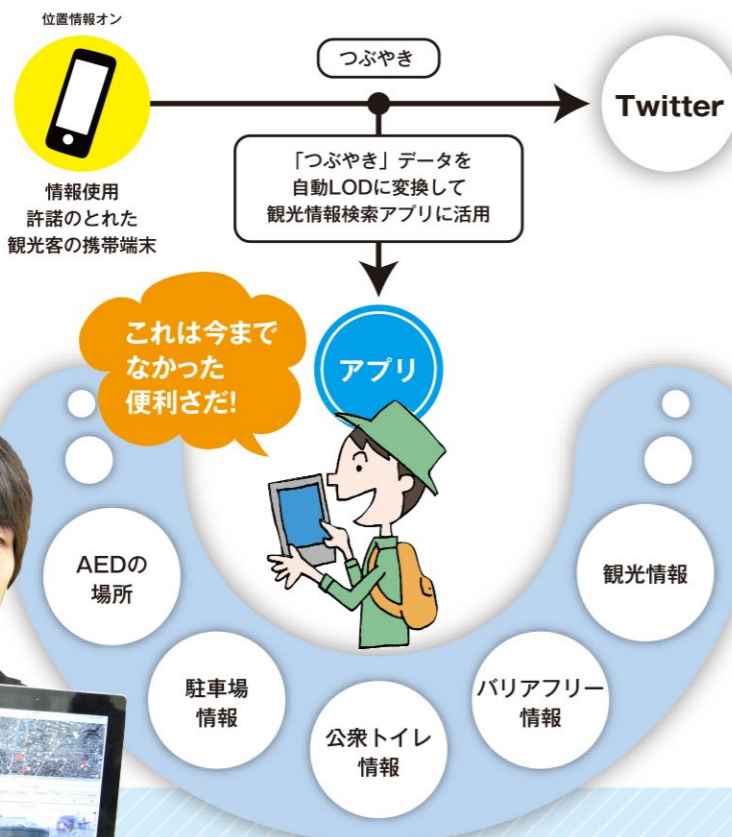 位置情報オン
つぶやき
Twitter
情報使用
許諾のとれた
観光客の携帯端末
「つぶやき」データを
自動LODに変換して
観光情報検索アプリに活用
これは今まで
なかった
便利さだ!
アプリ
AEDの
場所
駐車場
情報
公衆トイレ
情報
バリアフリー
情報
観光情報